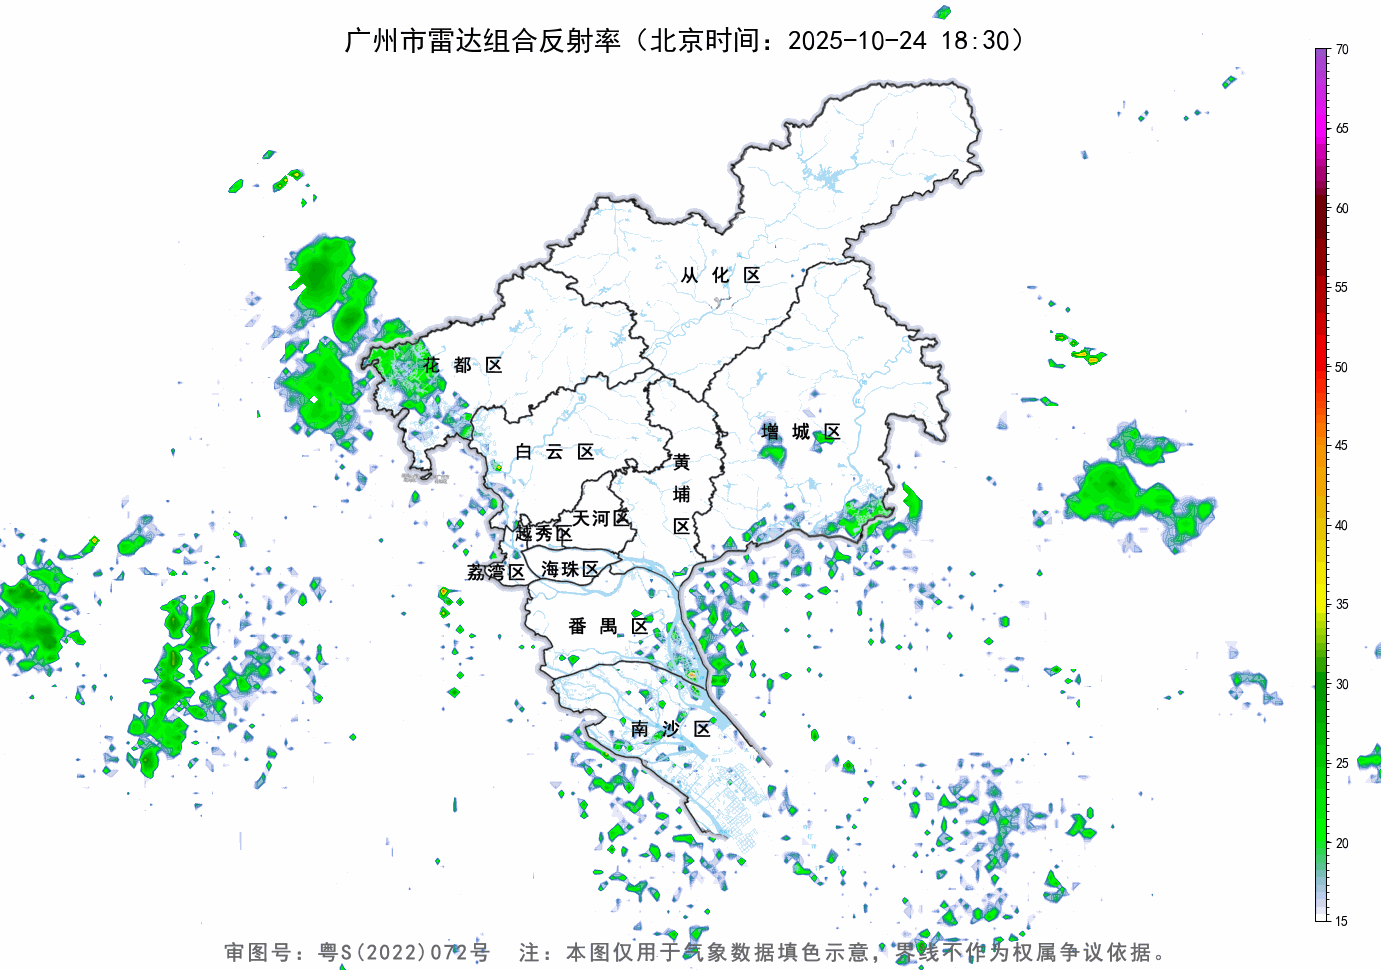 广州市雷达组合反射率（北京时间：2025-10-24 18:30）
70
65
60
55
50
45
40
35
30
25
20
15
从化区
花都区
增城区
白云区
黄埔区
天河区
越秀区
荔湾区
海珠区
番禺区
南沙区
审图号：粤S(2022)072号 注：本图仅用于气象数据填色示意，界线不作为权属争议依据。